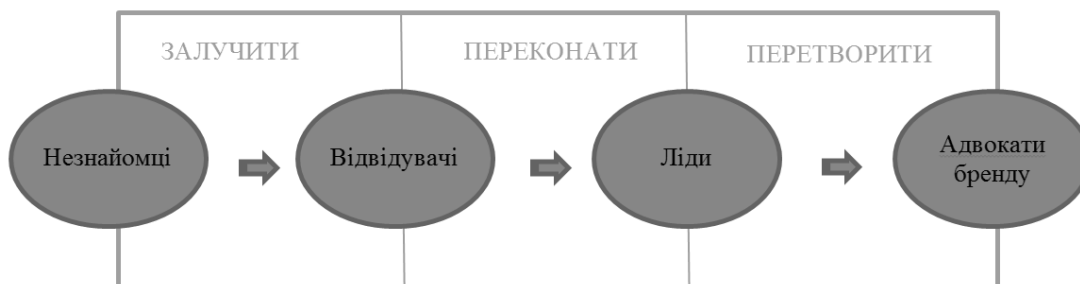 ЗАЛУЧИТИ
ПЕРЕКОНАТИ
ПЕРЕТВОРИТИ
Незнайомці
Відвідувачі
Ліди
Адвокати
бренду